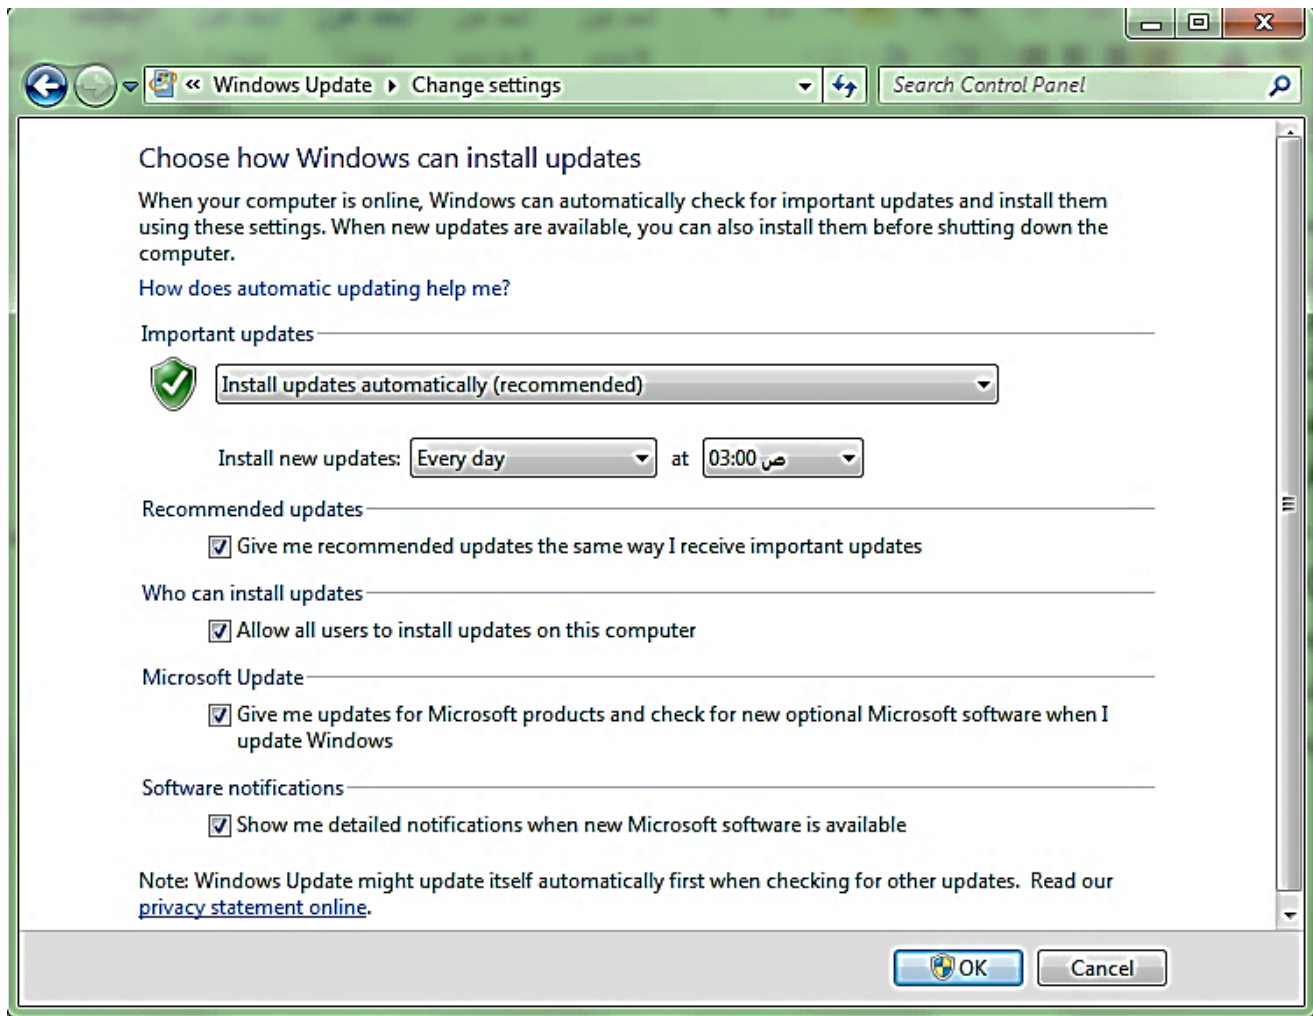 « Windows Update ▸ Change settings
Search Control Panel
Choose how Windows can install updates
When your computer is online, Windows can automatically check for important updates and install them
using these settings. When new updates are available, you can also install them before shutting down the
computer.
How does automatic updating help me?
Important updates
Install updates automatically (recommended)
Install new updates: Every day at 03:00 ص
Recommended updates
Give me recommended updates the same way I receive important updates
Who can install updates
Allow all users to install updates on this computer
Microsoft Update
Give me updates for Microsoft products and check for new optional Microsoft software when I
update Windows
Software notifications
Show me detailed notifications when new Microsoft software is available
Note: Windows Update might update itself automatically first when checking for other updates. Read our
privacy statement online.
OK Cancel